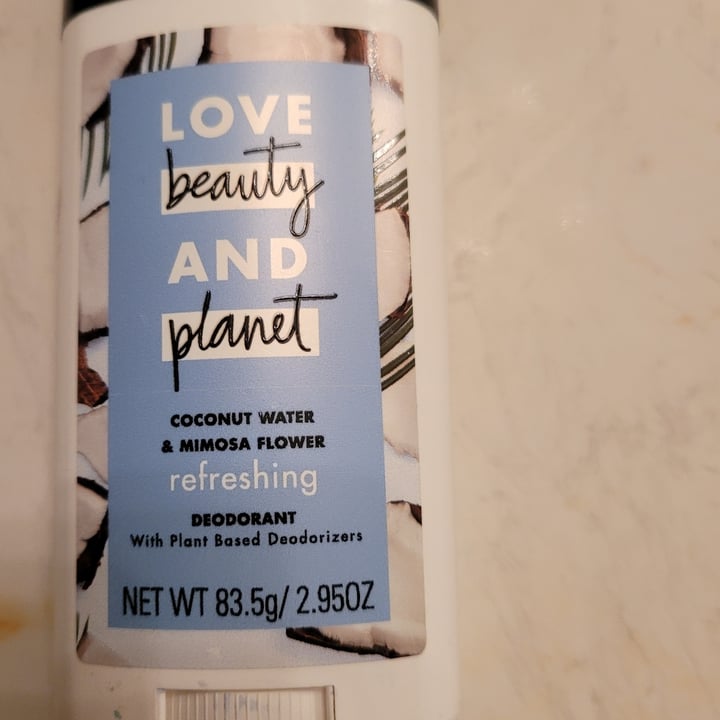 LOVE
beauty
AND
planet
COCONUT WATER
& MIMOSA FLOWER
refreshing
DEODORANT
With Plant Based Deodorizers
NET WT 83.5g/ 2.95OZ